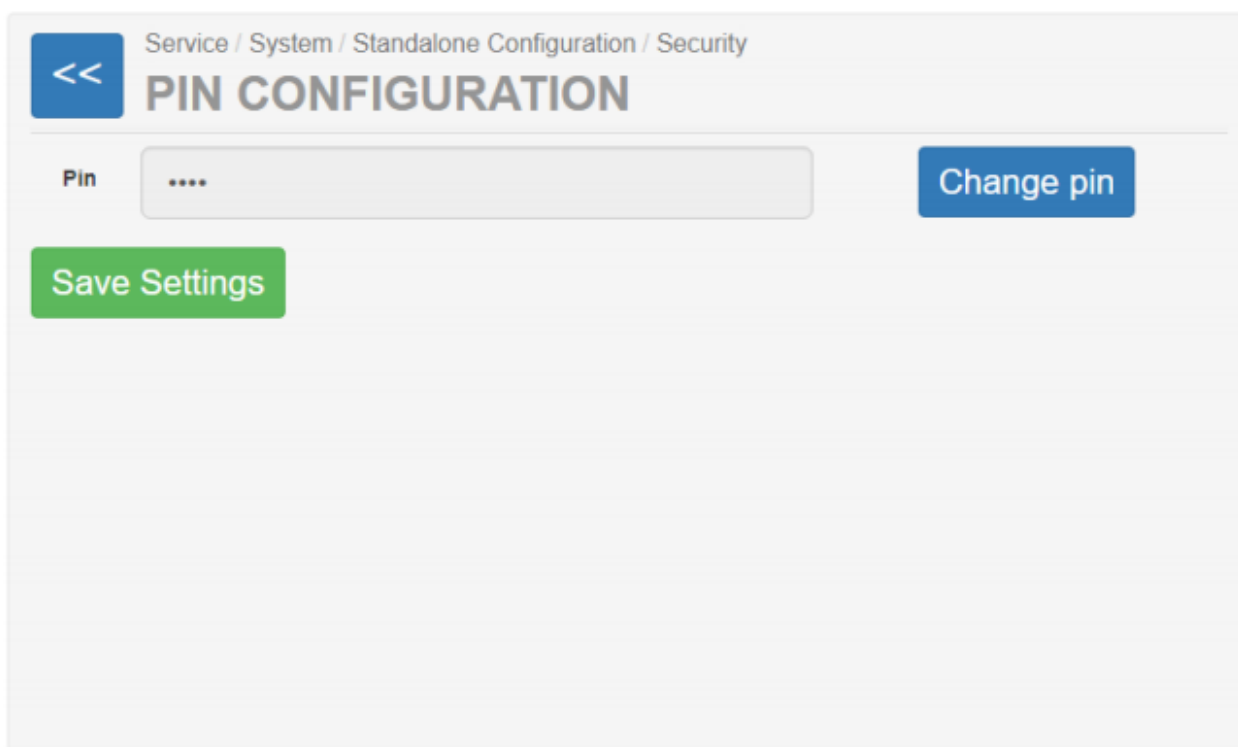 <<
Service / System / Standalone Configuration / Security
PIN CONFIGURATION
Pin
••••
Change pin
Save Settings